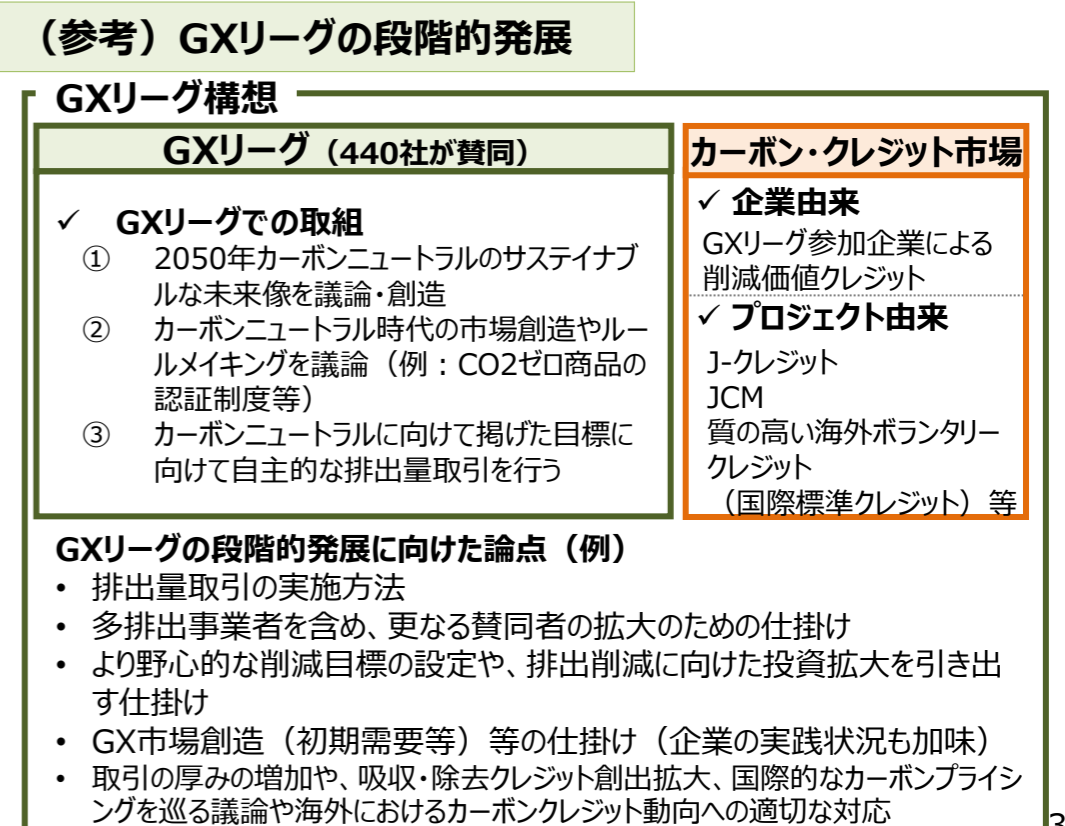 （参考）GXリーグの段階的発展
GXリーグ構想
GXリーグ（440社が賛同）
✓ GXリーグでの取組
① 2050年カーボンニュートラルのサステイナブ
ルな未来像を議論・創造
② カーボンニュートラル時代の市場創造やルー
ルメイキングを議論（例：CO2ゼロ商品の
認証制度等）
③ カーボンニュートラルに向けて掲げた目標に
向けて自主的な排出量取引を行う
カーボン・クレジット市場
✓ 企業由来
GXリーグ参加企業による
削減価値クレジット
✓ プロジェクト由来
J-クレジット
JCM
質の高い海外ボランタリー
クレジット
（国際標準クレジット）等
GXリーグの段階的発展に向けた論点（例）
• 排出量取引の実施方法
• 多排出事業者を含め、更なる賛同者の拡大のための仕掛け
• より野心的な削減目標の設定や、排出削減に向けた投資拡大を引き出
す仕掛け
• GX市場創造（初期需要等）等の仕掛け（企業の実践状況も加味）
• 取引の厚みの増加や、吸収・除去クレジット創出拡大、国際的なカーボンプライシ
ングを巡る議論や海外におけるカーボンクレジット動向への適切な対応
3